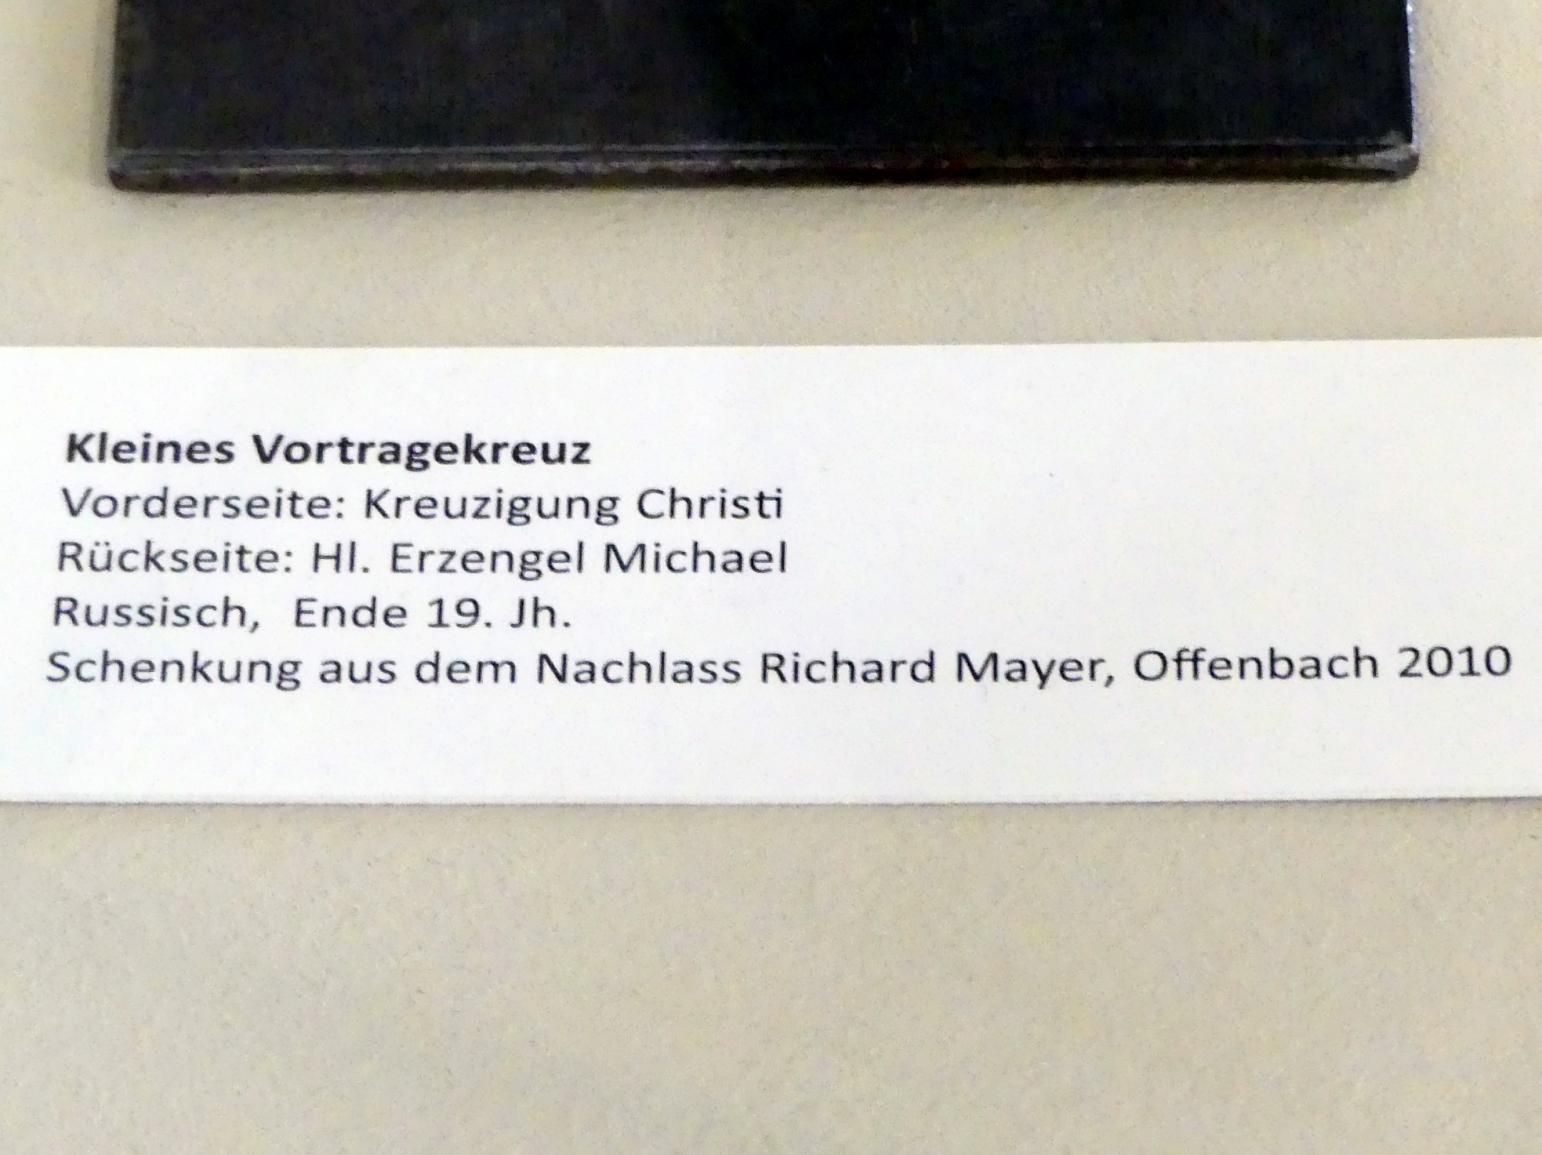 Kleines Vortragekreuz
Vorderseite: Kreuzigung Christi
Rückseite: Hl. Erzengel Michael
Russisch,  Ende 19. Jh.
Schenkung aus dem Nachlass Richard Mayer, Offenbach 2010